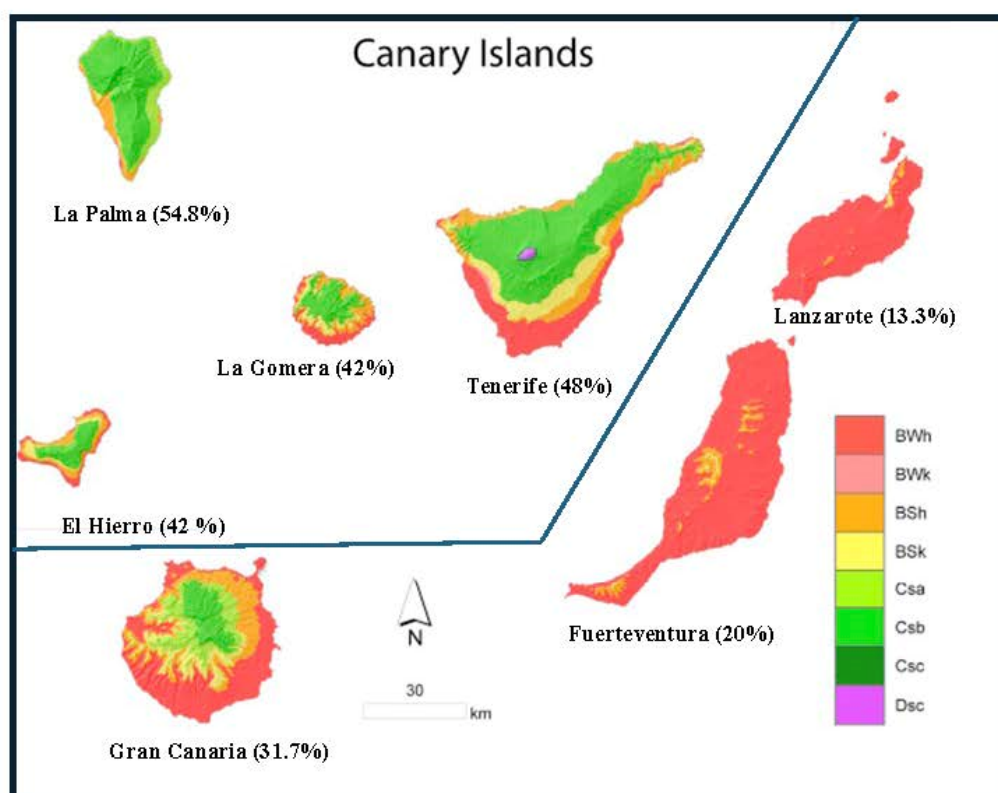 Canary Islands
La Palma (54.8%)
Lanzarote (13.3%)
La Gomera (42%)
Tenerife (48%)
El Hierro (42 %)
BWh
BWk
BSh
BSk
Csa
Csb
Csc
Dsc
N
Fuerteventura (20%)
30
km
Gran Canaria (31.7%)